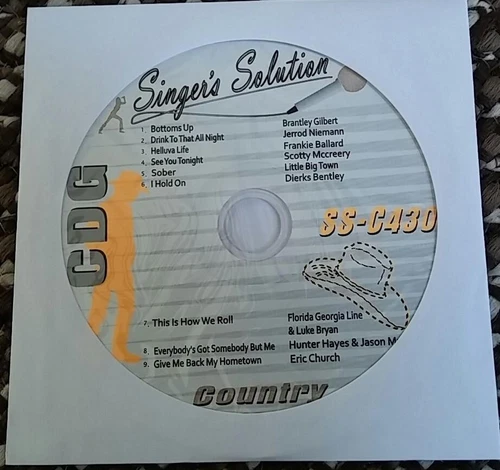 Singer's Solution
1. Bottoms Up Brantley Gilbert
2. Drink To That All Night Jerrod Niemann
3. Helluva Life Frankie Ballard
4. See You Tonight Scotty Mccreery
5. Sober Little Big Town
6. I Hold On Dierks Bentley
CDG
SS-C430
7. This Is How We Roll Florida Georgia Line
& Luke Bryan
8. Everybody's Got Somebody But Me Hunter Hayes & Jason M
9. Give Me Back My Hometown Eric Church
Country